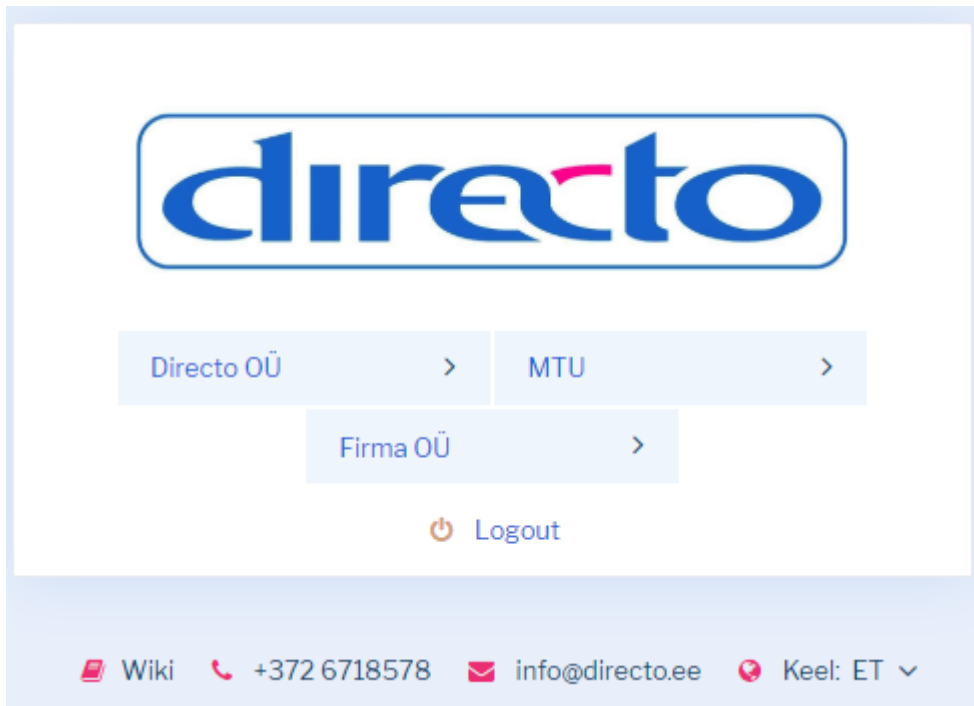 directo
Directo OÜ MTU
Firma OÜ
Logout
Wiki +372 6718578 info@directo.ee Keel: ET